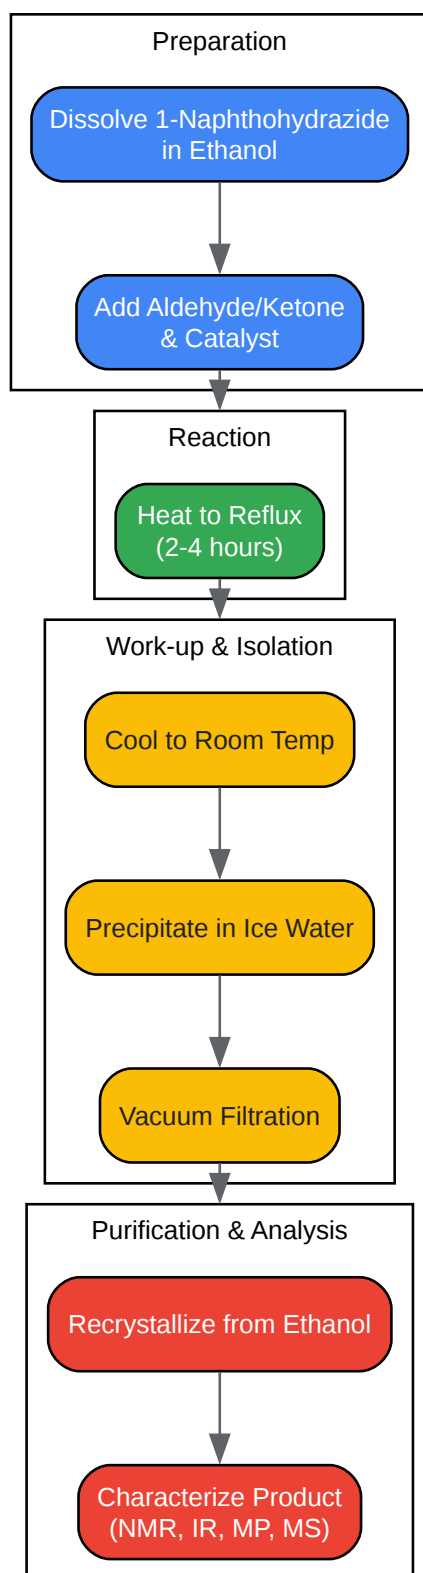 Preparation
Dissolve 1-Naphthohydrazide
in Ethanol
Add Aldehyde/Ketone
& Catalyst
Reaction
Heat to Reflux
(2-4 hours)
Work-up & Isolation
Cool to Room Temp
Precipitate in Ice Water
Vacuum Filtration
Purification & Analysis
Recrystallize from Ethanol
Characterize Product
(NMR, IR, MP, MS)